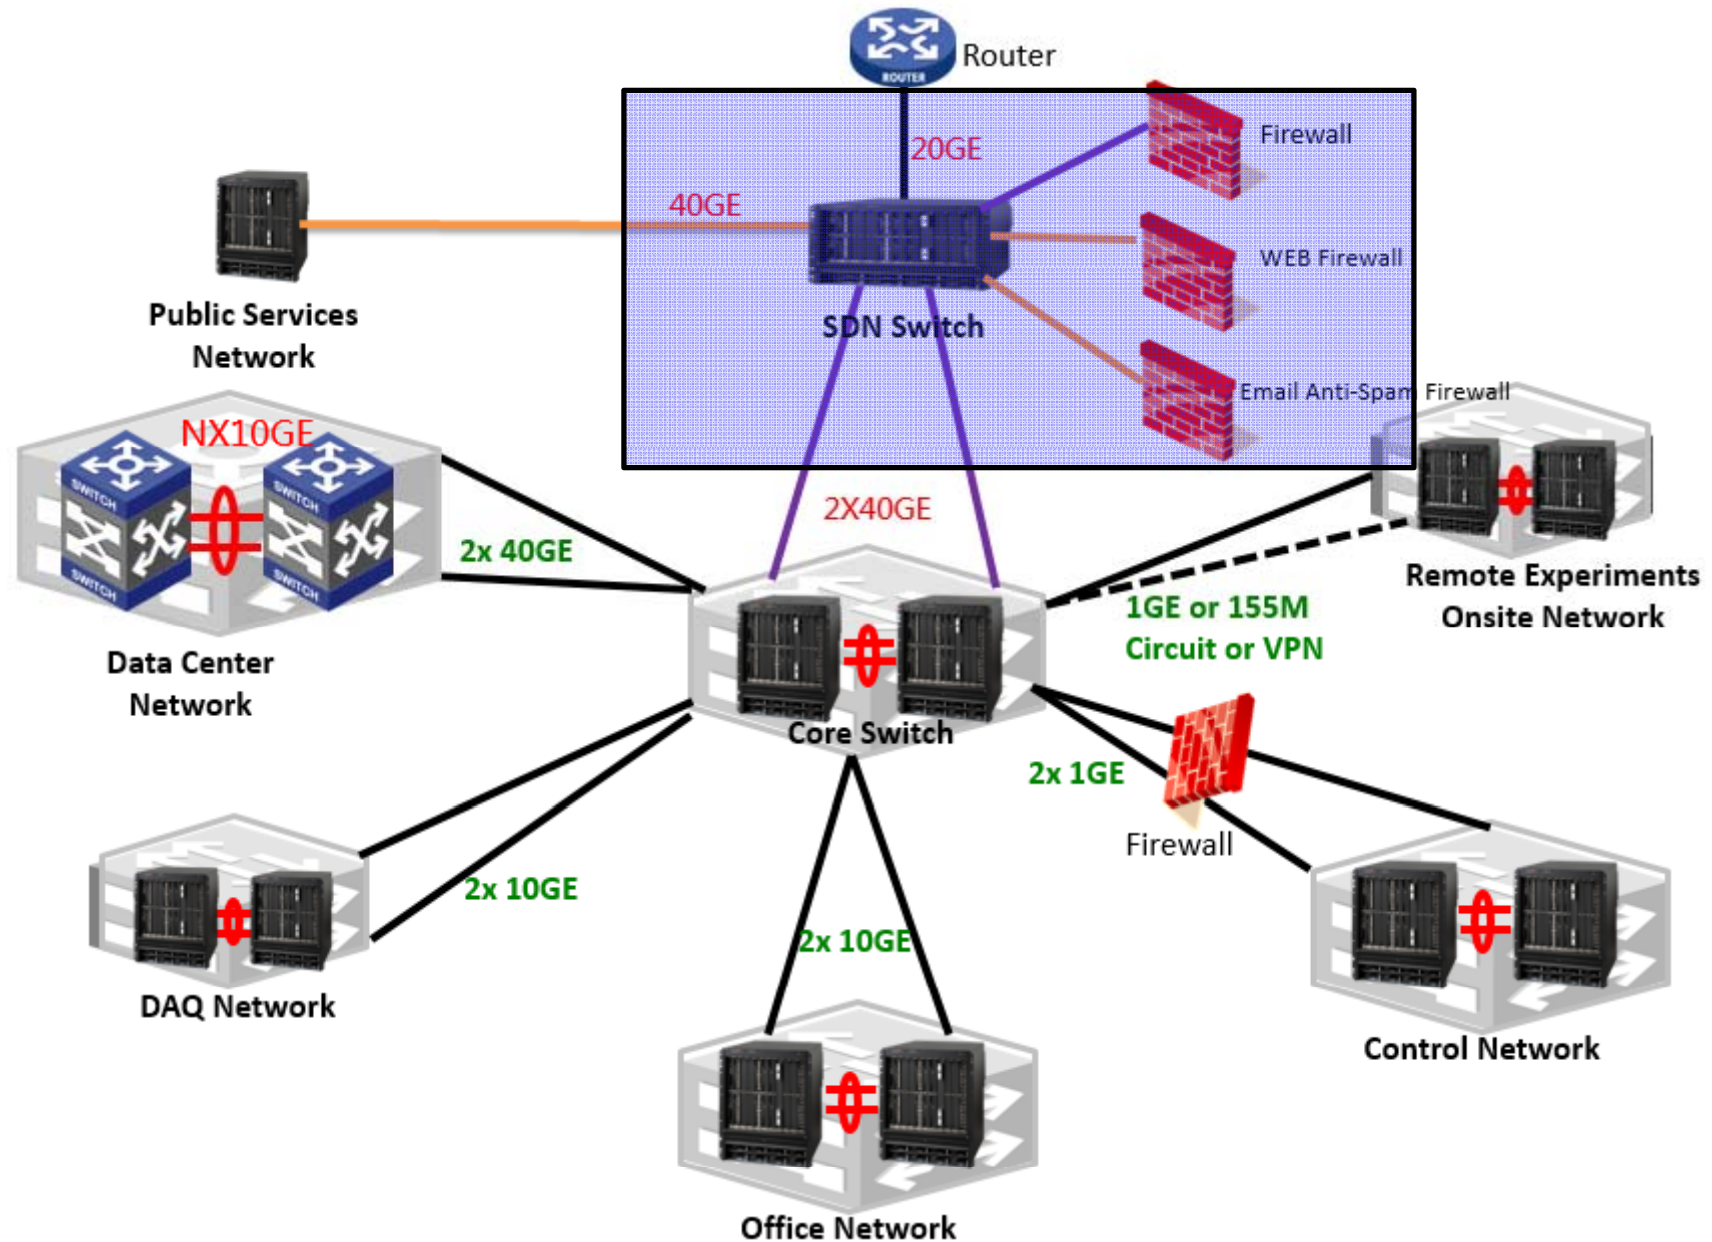 ROUTER
Router
20GE
Firewall
40GE
WEB Firewall
SDN Switch
Public Services
Network
Email Anti-Spam Firewall
NX10GE
SWITCH
SWITCH
SWITCH
SWITCH
2X40GE
2x 40GE
Remote Experiments
Onsite Network
1GE or 155M
Circuit or VPN
Data Center
Network
Core Switch
2x 1GE
Firewall
2x 10GE
2x 10GE
DAQ Network
Control Network
Office Network